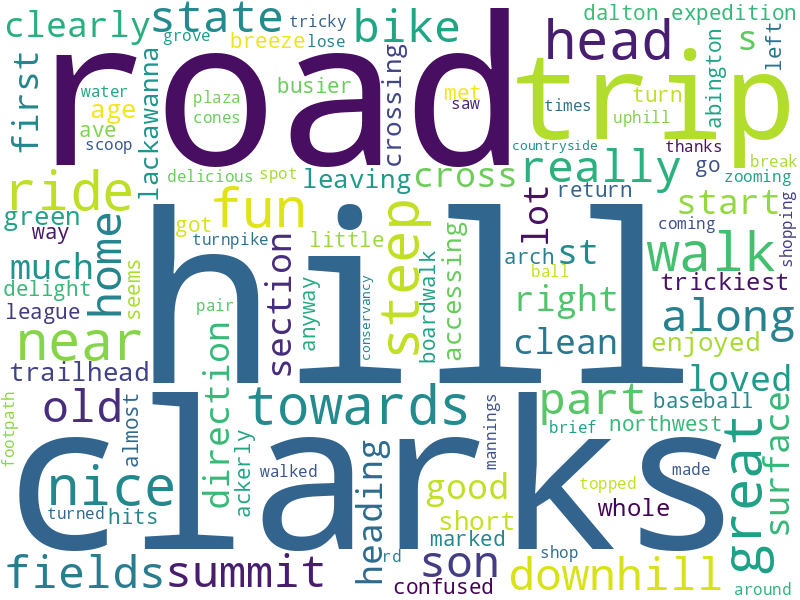 clearly state tricky bike head dalton expedition
grove breeze lose s left
road trip
first water age plaza cones busier met saw times turn uphill abington
ave scoop lackawanna crossing countryside thanks break
delicious spot leaving cross really go zooming
ride fun return start shopping
green way home got turnpike little steep boardwalk accessing lot arch st ball coming walk
much delight seems section anyway conservancy right trickiest
league pair hill clean along
near enjoyed
trailhead direction loved
old towards part baseball
footpath almost ackerly mannings brief northwest surface
clarks
nice walked heading good topped made great
turned hits short marked whole
fields summit rd son shop confused downhill around